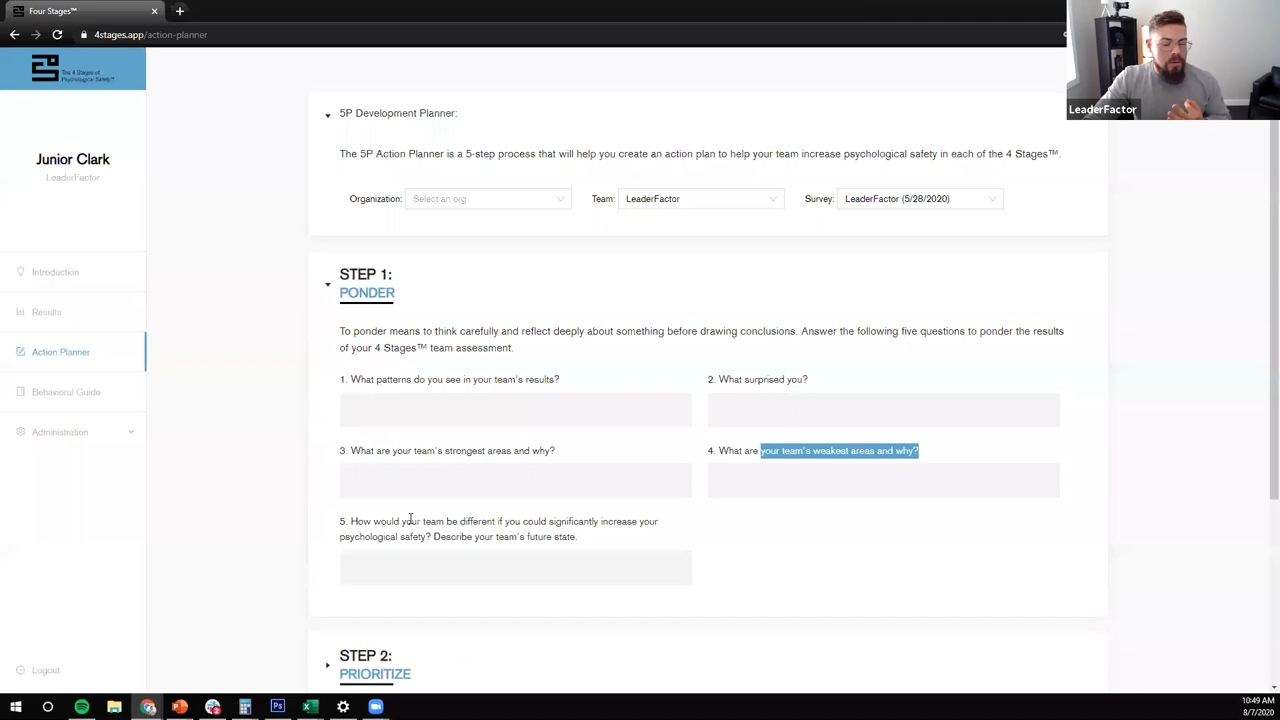 Four Stages™
4stages.app/action-planner
LeaderFactor
The 4 Stages of
Psychological Safety™
Junior Clark
LeaderFactor
Introduction
Results
Action Planner
Behavioral Guide
Administration
Logout
5P Development Planner:
The 5P Action Planner is a 5-step process that will help you create an action plan to help your team increase psychological safety in each of the 4 Stages™.
Organization: Select an org Team: LeaderFactor Survey: LeaderFactor (5/28/2020)
STEP 1:
PONDER
To ponder means to think carefully and reflect deeply about something before drawing conclusions. Answer the following five questions to ponder the results
of your 4 Stages™ team assessment.
1. What patterns do you see in your team's results?
2. What surprised you?
3. What are your team's strongest areas and why?
4. What are your team's weakest areas and why?
5. How would your team be different if you could significantly increase your
psychological safety? Describe your team's future state.
STEP 2:
PRIORITIZE
10:49 AM
8/7/2020